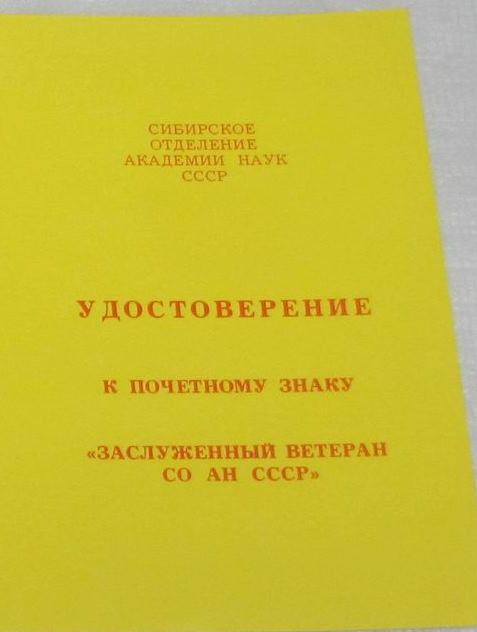 СИБИРСКОЕ
ОТДЕЛЕНИЕ
АКАДЕМИИ НАУК
СССР
УДОСТОВЕРЕНИЕ
К ПОЧЕТНОМУ ЗНАКУ
«ЗАСЛУЖЕННЫЙ ВЕТЕРАН
СО АН СССР»